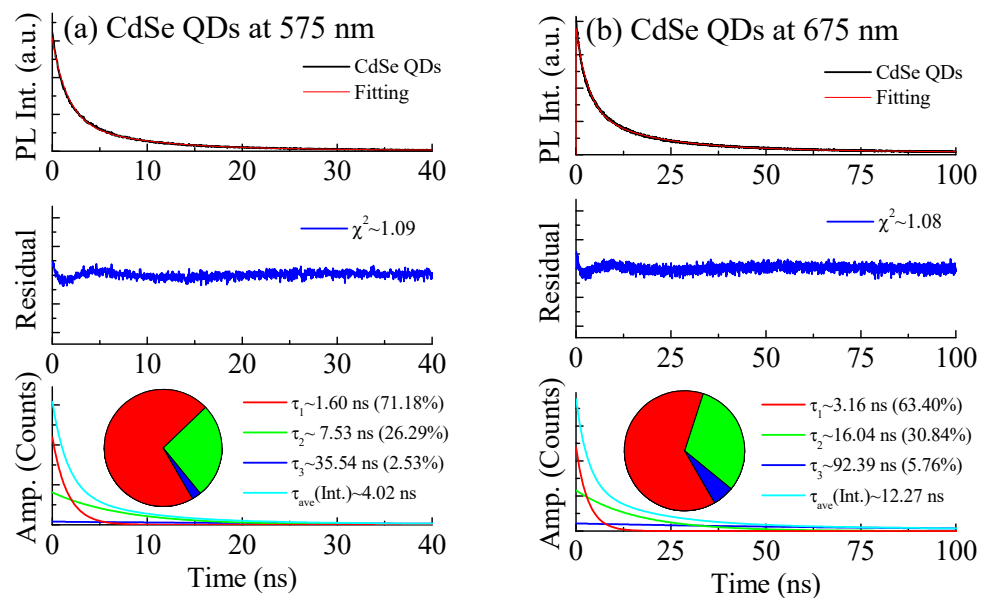 (a) CdSe QDs at 575 nm
PL Int. (a.u.)
CdSe QDs
Fitting
0 10 20 30 40
Residual
χ²~1.09
0 10 20 30 40
Amp. (Counts)
τ₁~1.60 ns (71.18%)
τ₂~ 7.53 ns (26.29%)
τ₃~35.54 ns (2.53%)
τave(Int.)~4.02 ns
0 10 20 30 40
Time (ns)
(b) CdSe QDs at 675 nm
PL Int. (a.u.)
CdSe QDs
Fitting
0 25 50 75 100
Residual
χ²~1.08
0 25 50 75 100
Amp. (Counts)
τ₁~3.16 ns (63.40%)
τ₂~16.04 ns (30.84%)
τ₃~92.39 ns (5.76%)
τave(Int.)~12.27 ns
0 25 50 75 100
Time (ns)